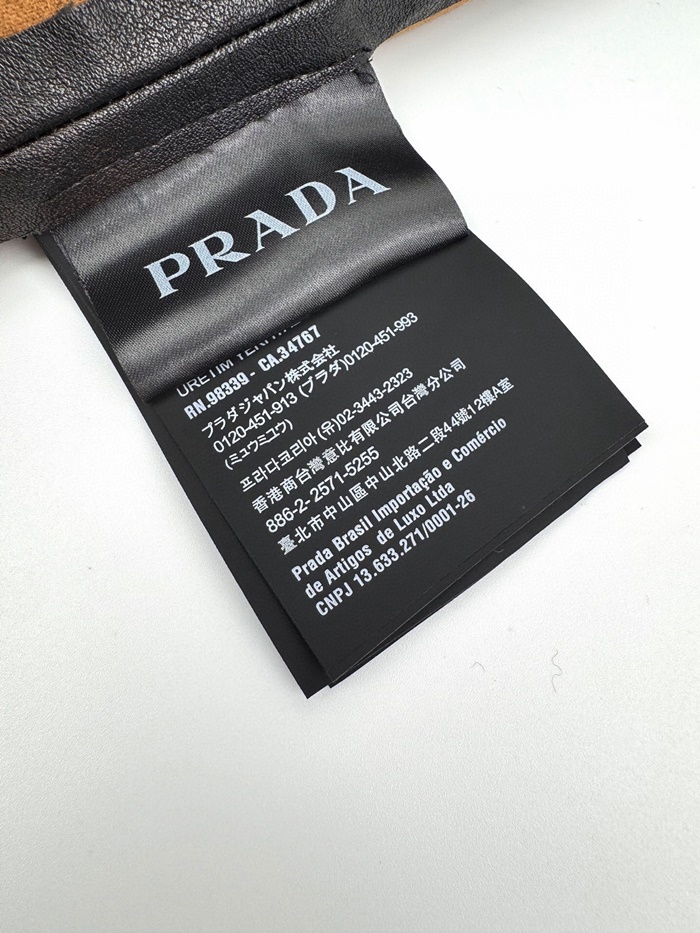 PRADA
RN.98339 - CA.34767
プラダジャパン株式会社
0120-451-913 (プラダ)0120-451-993
(ミュウミュウ)
프라다코리아(유)02-3443-2323
香港商台灣意比有限公司台灣分公司
886-2-2571-5255
臺北市中山區中山北路二段44號12樓A室
Prada Brasil Importação e Comércio
de Artigos de Luxo Ltda
CNPJ 13.633.271/0001-26